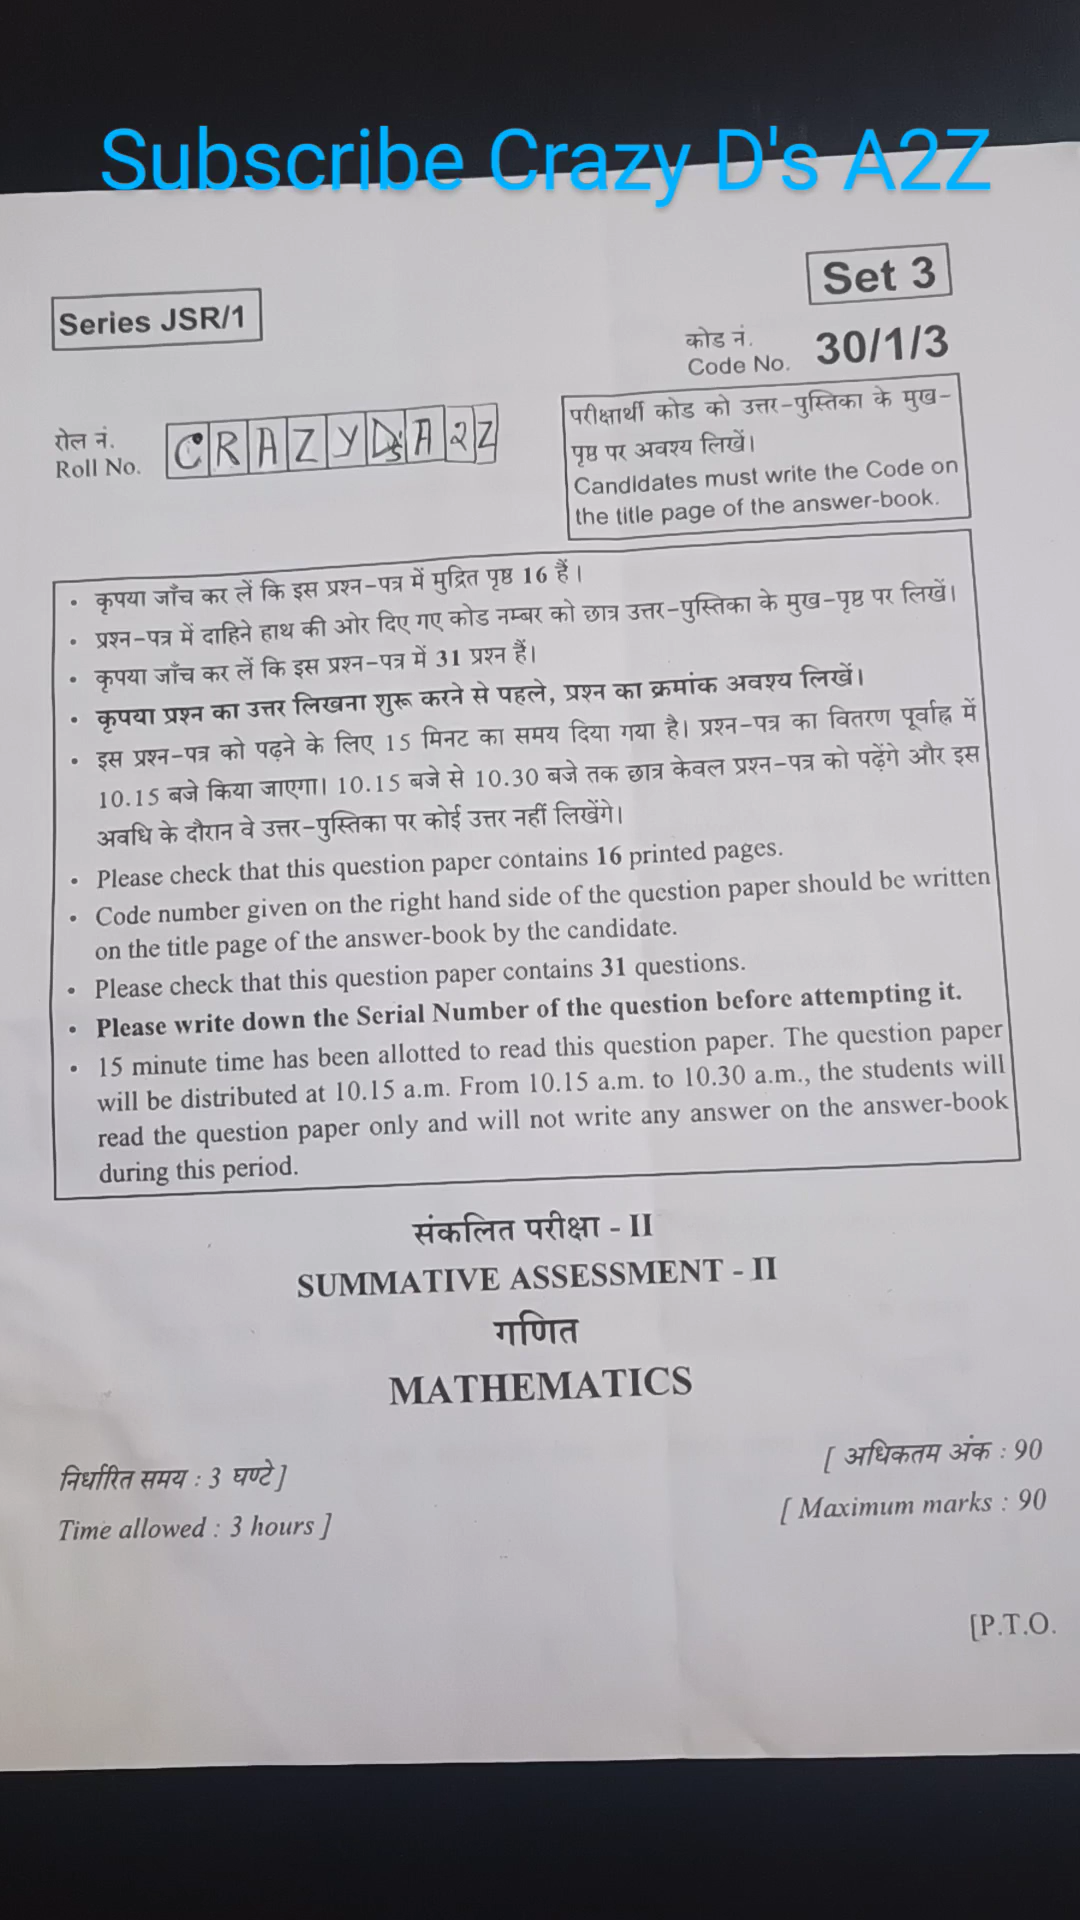 Subscribe Crazy D's A2Z
Set 3
Series JSR/1
कोड नं.
Code No. 30/1/3
रोल नं.
Roll No. CRAZYD'sA2Z
परीक्षार्थी कोड को उत्तर-पुस्तिका के मुख-
पृष्ठ पर अवश्य लिखें।
Candidates must write the Code on
the title page of the answer-book.
• कृपया जाँच कर लें कि इस प्रश्न-पत्र में मुद्रित पृष्ठ 16 हैं।
• प्रश्न-पत्र में दाहिने हाथ की ओर दिए गए कोड नम्बर को छात्र उत्तर-पुस्तिका के मुख-पृष्ठ पर लिखें।
• कृपया जाँच कर लें कि इस प्रश्न-पत्र में 31 प्रश्न हैं।
• कृपया प्रश्न का उत्तर लिखना शुरू करने से पहले, प्रश्न का क्रमांक अवश्य लिखें।
• इस प्रश्न-पत्र को पढ़ने के लिए 15 मिनट का समय दिया गया है। प्रश्न-पत्र का वितरण पूर्वाह्न में
10.15 बजे किया जाएगा। 10.15 बजे से 10.30 बजे तक छात्र केवल प्रश्न-पत्र को पढ़ेंगे और इस
अवधि के दौरान वे उत्तर-पुस्तिका पर कोई उत्तर नहीं लिखेंगे।
• Please check that this question paper contains 16 printed pages.
• Code number given on the right hand side of the question paper should be written
on the title page of the answer-book by the candidate.
• Please check that this question paper contains 31 questions.
• Please write down the Serial Number of the question before attempting it.
• 15 minute time has been allotted to read this question paper. The question paper
will be distributed at 10.15 a.m. From 10.15 a.m. to 10.30 a.m., the students will
read the question paper only and will not write any answer on the answer-book
during this period.
संकलित परीक्षा - II
SUMMATIVE ASSESSMENT - II
गणित
MATHEMATICS
निर्धारित समय : 3 घण्टे ]
[ अधिकतम अंक : 90
Time allowed : 3 hours ]
[ Maximum marks : 90
[P.T.O.